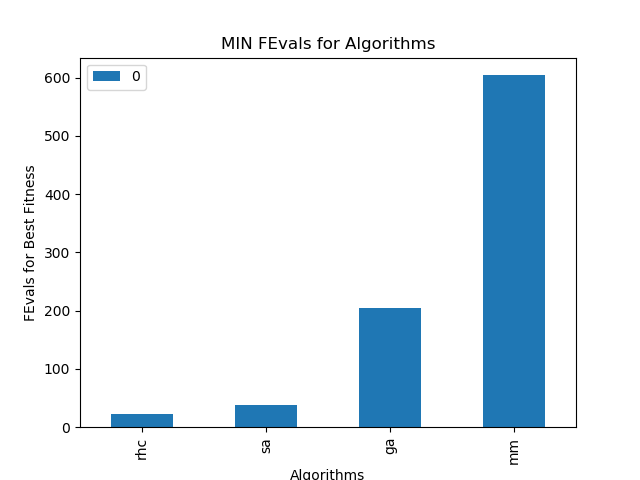 MIN FEvals for Algorithms
0
600
500
400
300
200
100
0
FEvals for Best Fitness
rhc
sa
ga
mm
Algorithms